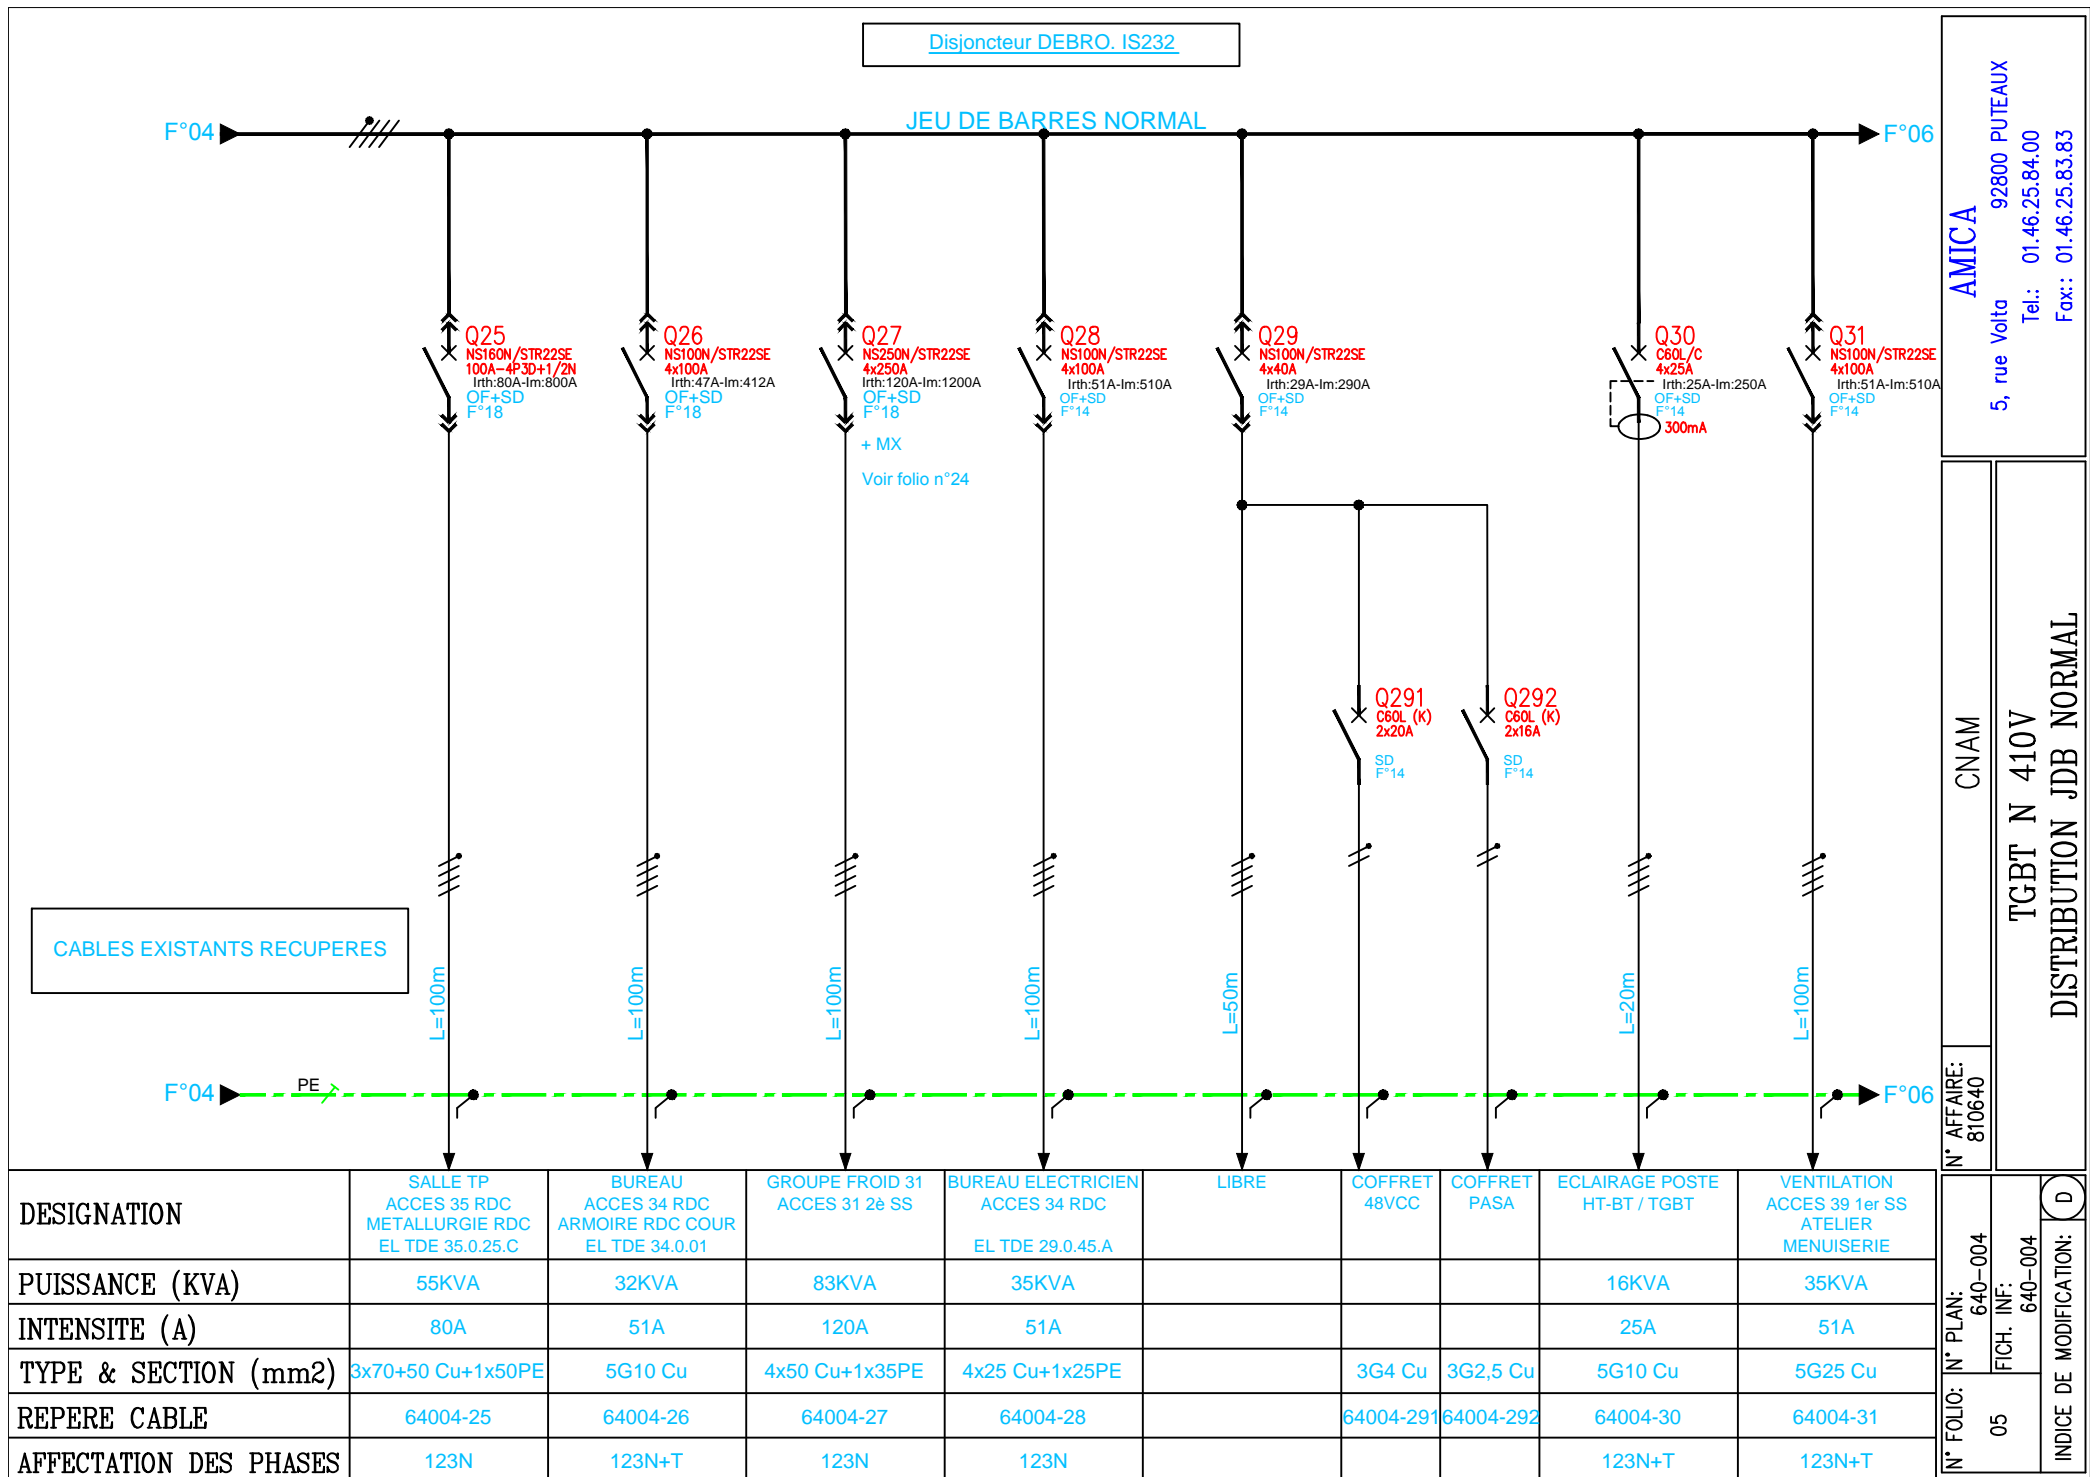 Disjoncteur DEBRO. IS232
JEU DE BARRES NORMAL
F°04
F°06
Q25
NS160N/STR22SE
100A-4P3D+1/2N
Irth:80A-Im:800A
OF+SD
F°18
Q26
NS100N/STR22SE
4x100A
Irth:47A-Im:412A
OF+SD
F°18
Q27
NS250N/STR22SE
4x250A
Irth:120A-Im:1200A
OF+SD
F°18
+ MX
Voir folio n°24
Q28
NS100N/STR22SE
4x100A
Irth:51A-Im:510A
OF+SD
F°14
Q29
NS100N/STR22SE
4x40A
Irth:29A-Im:290A
OF+SD
F°14
Q30
C60L/C
4x25A
Irth:25A-Im:250A
OF+SD
F°14
300mA
Q31
NS100N/STR22SE
4x100A
Irth:51A-Im:510A
OF+SD
F°14
Q291
C60L (K)
2x20A
SD
F°14
Q292
C60L (K)
2x16A
SD
F°14
CABLES EXISTANTS RECUPERES
L=100m
L=100m
L=100m
L=100m
L=50m
L=20m
L=100m
F°04
PE
F°06
DESIGNATION
SALLE TP
ACCES 35 RDC
METALLURGIE RDC
EL TDE 35.0.25.C
BUREAU
ACCES 34 RDC
ARMOIRE RDC COUR
EL TDE 34.0.01
GROUPE FROID 31
ACCES 31 2è SS
BUREAU ELECTRICIEN
ACCES 34 RDC
EL TDE 29.0.45.A
LIBRE
COFFRET
48VCC
COFFRET
PASA
ECLAIRAGE POSTE
HT-BT / TGBT
VENTILATION
ACCES 39 1er SS
ATELIER
MENUISERIE
PUISSANCE (KVA) 55KVA 32KVA 83KVA 35KVA 16KVA 35KVA
INTENSITE (A) 80A 51A 120A 51A 25A 51A
TYPE & SECTION (mm2) 3x70+50 Cu+1x50PE 5G10 Cu 4x50 Cu+1x35PE 4x25 Cu+1x25PE 3G4 Cu 3G2,5 Cu 5G10 Cu 5G25 Cu
REPERE CABLE 64004-25 64004-26 64004-27 64004-28 64004-291 64004-292 64004-30 64004-31
AFFECTATION DES PHASES 123N 123N+T 123N 123N 123N+T 123N+T
AMICA
5, rue Volta 92800 PUTEAUX
Tel.: 01.46.25.84.00
Fax:: 01.46.25.83.83
CNAM
N° AFFAIRE:
810640
TGBT N 410V
DISTRIBUTION JDB NORMAL
N° PLAN:
640-004
FICH. INF:
640-004
N° FOLIO:
05
INDICE DE MODIFICATION: D